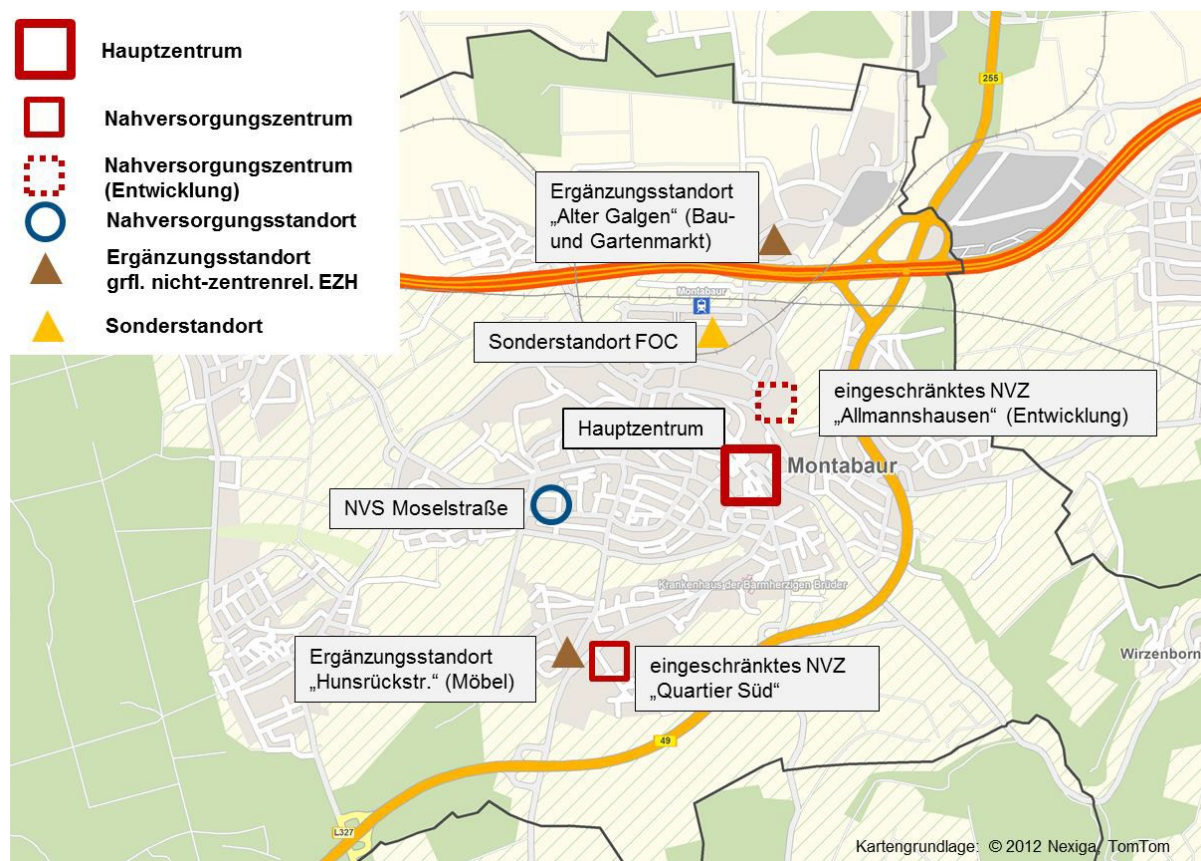 Hauptzentrum
Nahversorgungszentrum
Nahversorgungszentrum
(Entwicklung)
Nahversorgungsstandort
Ergänzungsstandort
grfl. nicht-zentrenrel. EZH
Sonderstandort
255
Ergänzungsstandort
„Alter Galgen“ (Bau-
und Gartenmarkt)
Montabaur
Sonderstandort FOC
eingeschränktes NVZ
„Allmannshausen“ (Entwicklung)
Hauptzentrum
Montabaur
NVS Moselstraße
Krankenhaus der Barmherzigen Brüder
Ergänzungsstandort
„Hunsrückstr.“ (Möbel)
eingeschränktes NVZ
„Quartier Süd“
Wirzenborn
49
L327
Kartengrundlage: © 2012 Nexiga, TomTom